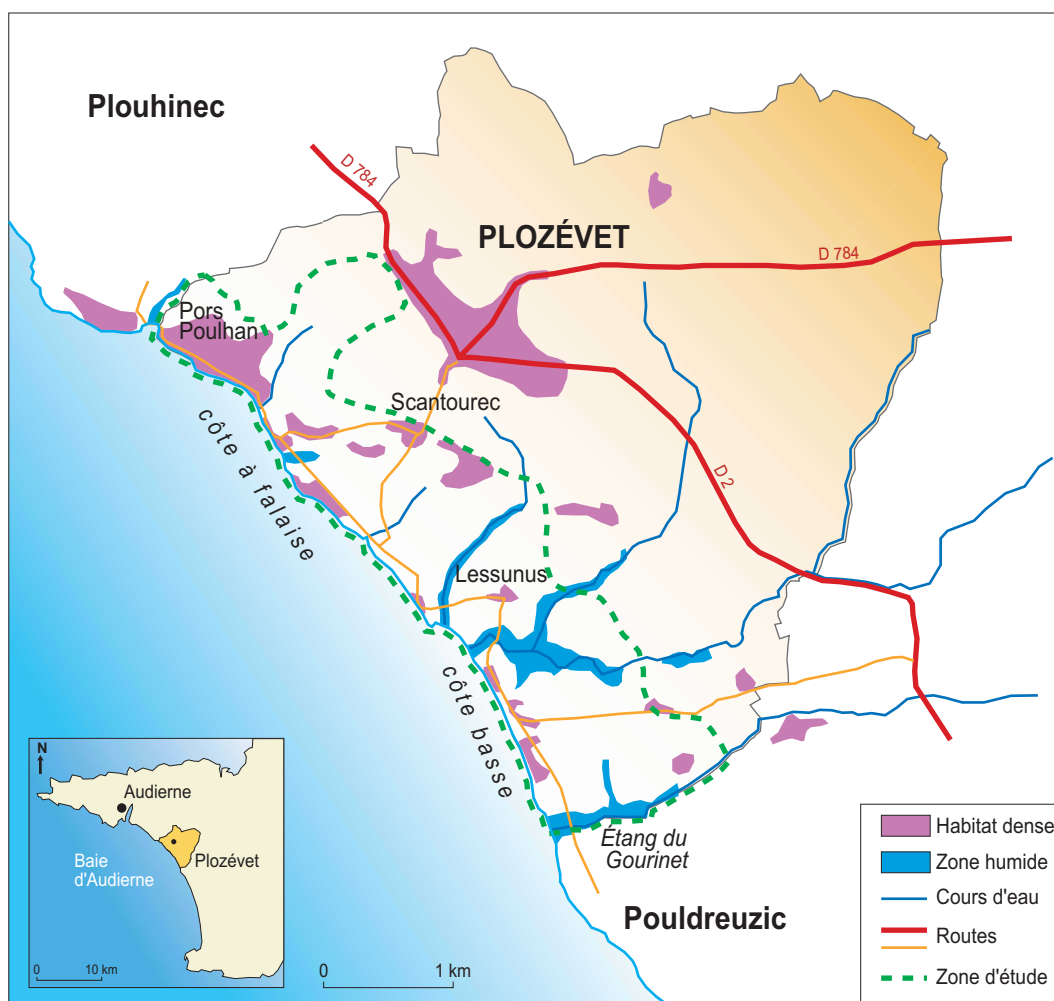 Plouhinec
D 784
PLOZÉVET
D 784
Pors
Poulhan
Scantourec
côte à falaise
D 2
Lessunus
côte basse
Étang du
Gourinet
Pouldreuzic
N
Audierne
Baie
d'Audierne
Plozévet
0 10 km
0 1 km
Habitat dense
Zone humide
Cours d'eau
Routes
Zone d'étude